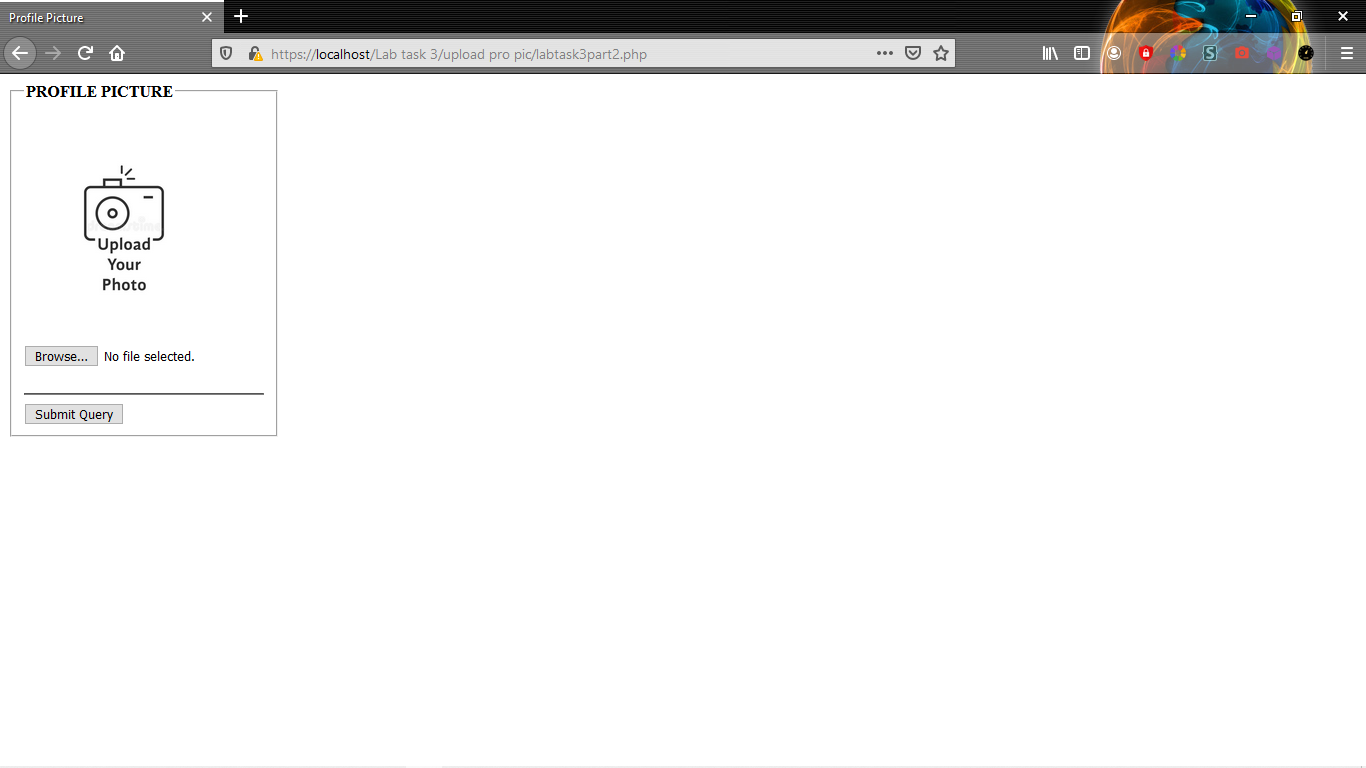 Profile Picture
https://localhost/Lab task 3/upload pro pic/labtask3part2.php
PROFILE PICTURE
Upload
Your
Photo
Browse... No file selected.
Submit Query